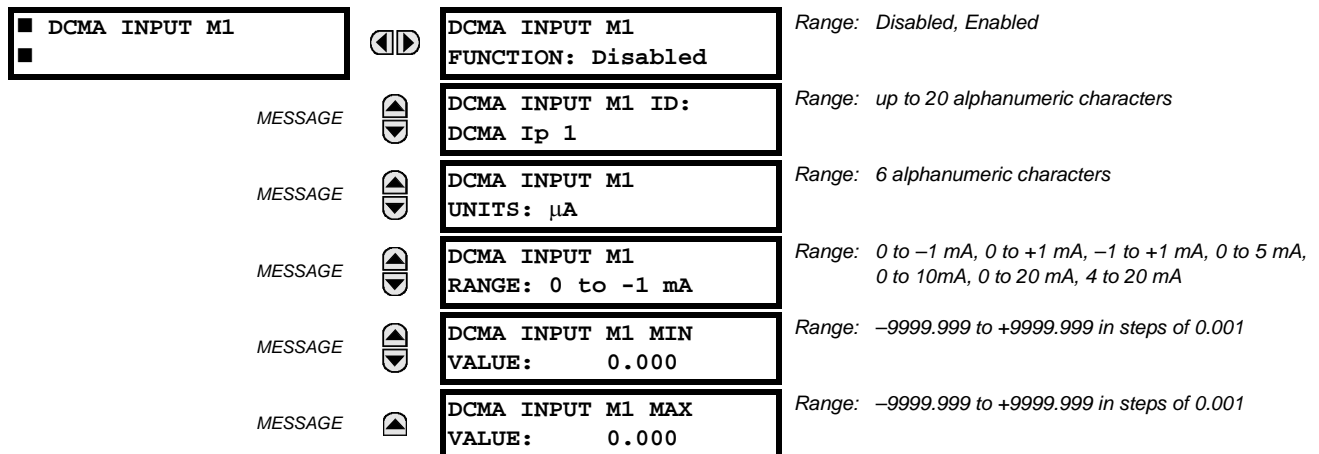 ■ DCMA INPUT M1
■
DCMA INPUT M1
FUNCTION: Disabled
Range: Disabled, Enabled
MESSAGE
DCMA INPUT M1 ID:
DCMA Ip 1
Range: up to 20 alphanumeric characters
MESSAGE
DCMA INPUT M1
UNITS: μA
Range: 6 alphanumeric characters
MESSAGE
DCMA INPUT M1
RANGE: 0 to -1 mA
Range: 0 to –1 mA, 0 to +1 mA, –1 to +1 mA, 0 to 5 mA,
0 to 10mA, 0 to 20 mA, 4 to 20 mA
MESSAGE
DCMA INPUT M1 MIN
VALUE: 0.000
Range: –9999.999 to +9999.999 in steps of 0.001
MESSAGE
DCMA INPUT M1 MAX
VALUE: 0.000
Range: –9999.999 to +9999.999 in steps of 0.001